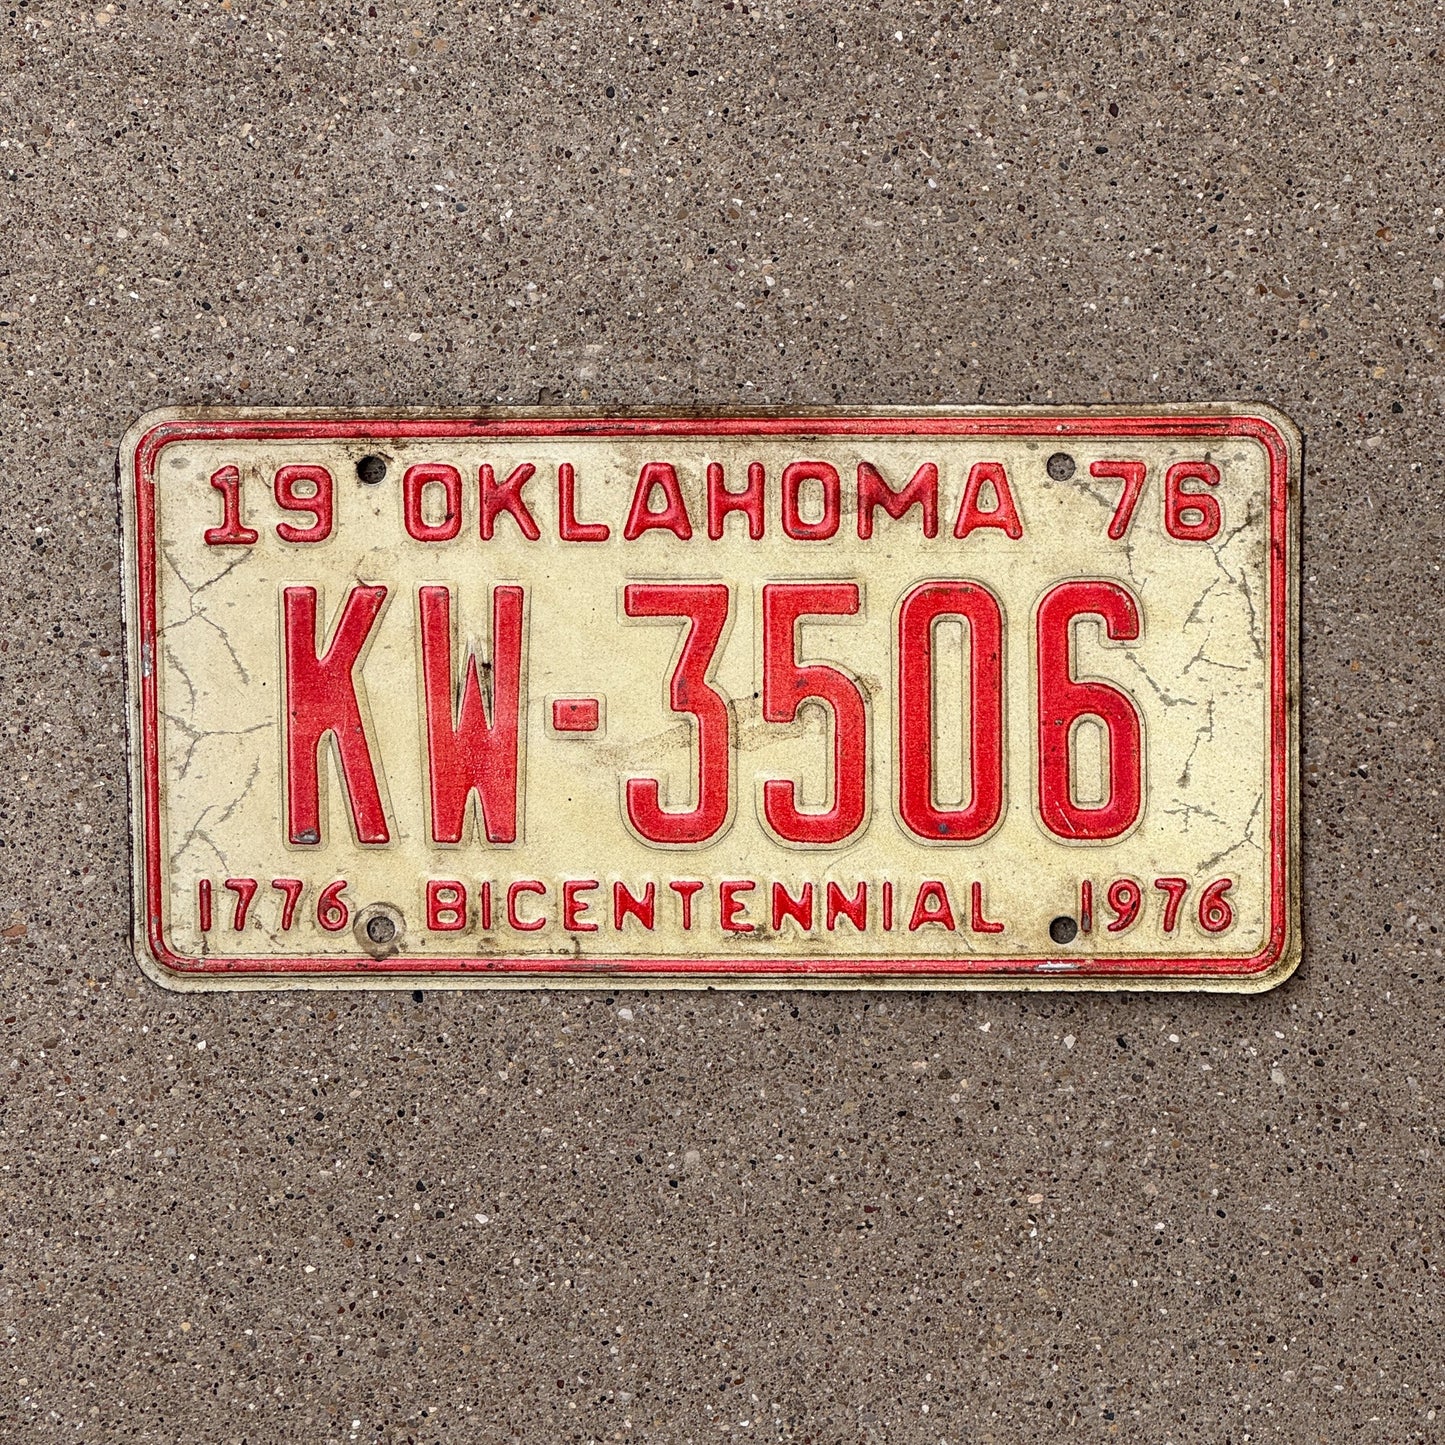 19 OKLAHOMA 76
KW-3506
1776 BICENTENNIAL 1976